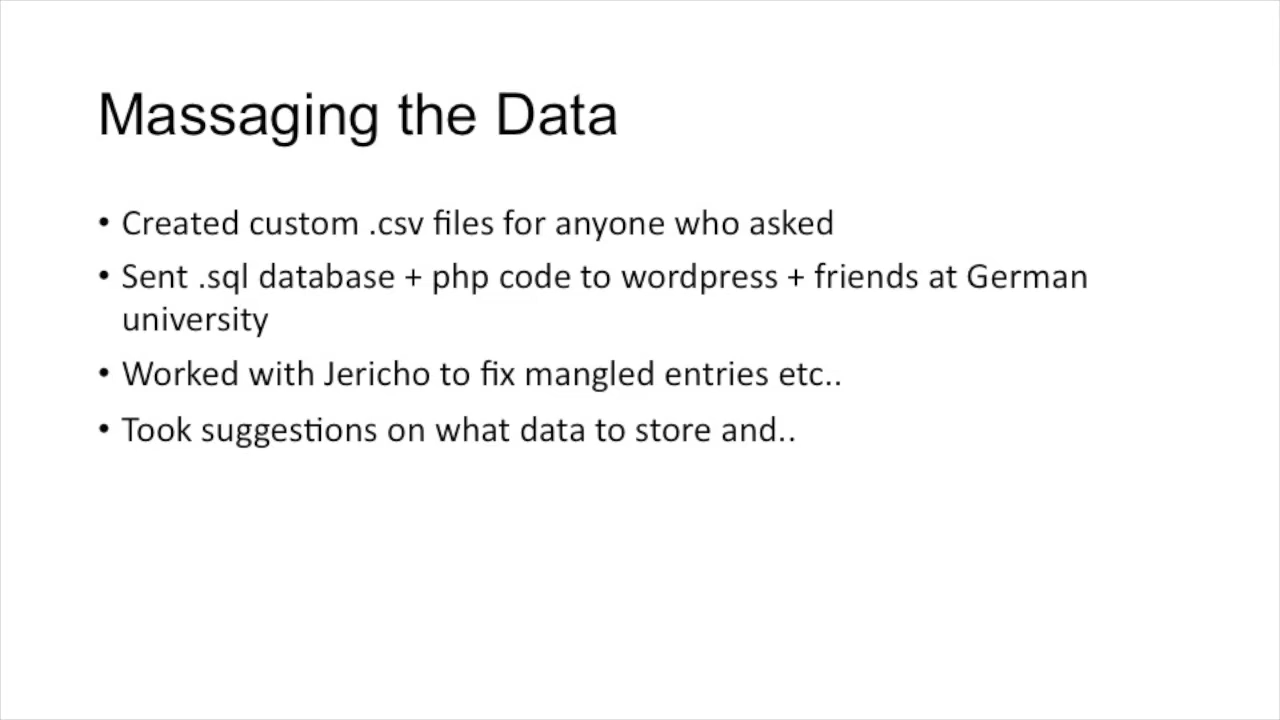 Massaging the Data
• Created custom .csv files for anyone who asked
• Sent .sql database + php code to wordpress + friends at German
university
• Worked with Jericho to fix mangled entries etc..
• Took suggestions on what data to store and..